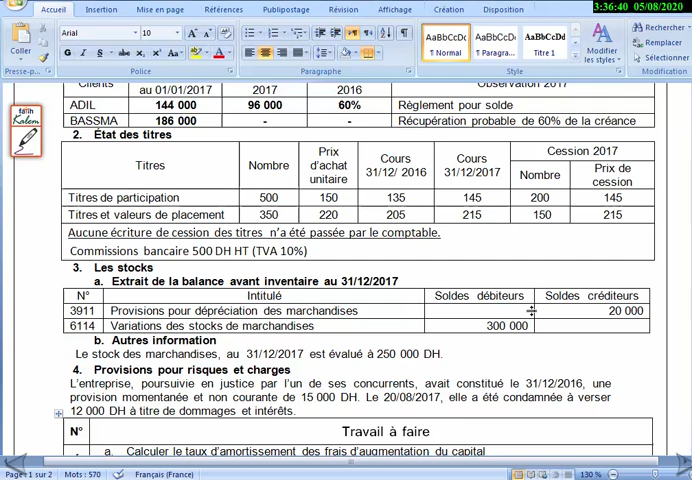 3:36:40 05/08/2020
Accueil Insertion Mise en page Références Publipostage Révision Affichage Création Disposition
Coller
Arial 10
AaBbCcDd AaBbCcDd AaBbCcDd
¶ Normal ¶ Paragra... Titre 1
Modifier les styles
Rechercher
Remplacer
Sélectionner
Presse-p... Police Paragraphe Style Modification
fatih
Kalem
Clients au 01/01/2017 2017 2016 Observation 2017
ADIL 144 000 96 000 60% Règlement pour solde
BASSMA 186 000 - - Récupération probable de 60% de la créance
2. État des titres
Titres Nombre Prix d'achat unitaire Cours 31/12/ 2016 Cours 31/12/2017 Cession 2017
Nombre Prix de cession
Titres de participation 500 150 135 145 200 145
Titres et valeurs de placement 350 220 205 215 150 215
Aucune écriture de cession des titres n'a été passée par le comptable.
Commissions bancaire 500 DH HT (TVA 10%)
3. Les stocks
a. Extrait de la balance avant inventaire au 31/12/2017
N° Intitulé Soldes débiteurs Soldes créditeurs
3911 Provisions pour dépréciation des marchandises 20 000
6114 Variations des stocks de marchandises 300 000
b. Autres information
Le stock des marchandises, au 31/12/2017 est évalué à 250 000 DH.
4. Provisions pour risques et charges
L'entreprise, poursuivie en justice par l'un de ses concurrents, avait constitué le 31/12/2016, une
provision momentanée et non courante de 15 000 DH. Le 20/08/2017, elle a été condamnée à verser
12 000 DH à titre de dommages et intérêts.
N° Travail à faire
a. Calculer le taux d'amortissement des frais d'augmentation du capital
Page : 1 sur 2 Mots : 570 Français (France) 130 %